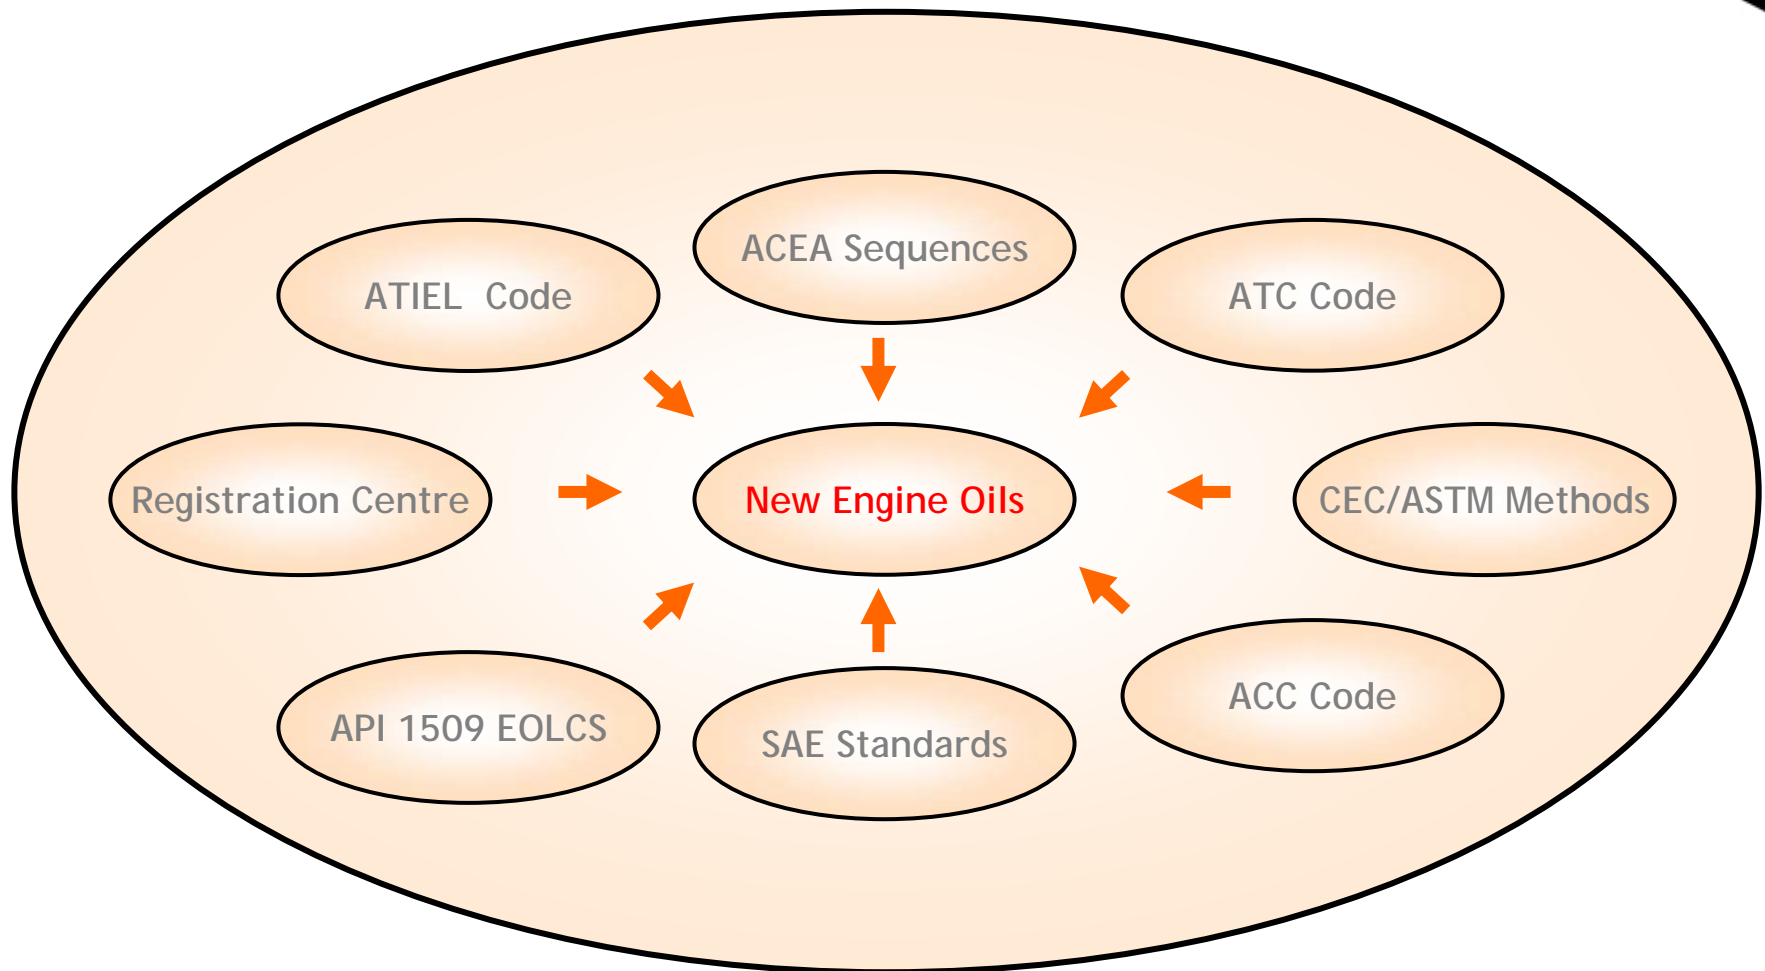 ACEA Sequences
ATIEL Code
ATC Code
Registration Centre
New Engine Oils
CEC/ASTM Methods
API 1509 EOLCS
SAE Standards
ACC Code